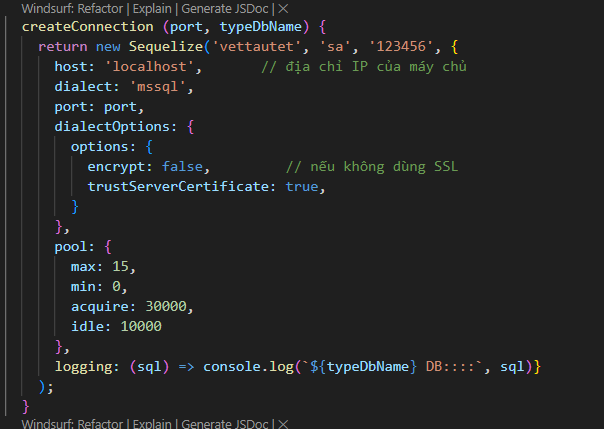 Windsurf: Refactor | Explain | Generate JSDoc | ×
createConnection (port, typeDbName) {
return new Sequelize('vettautet', 'sa', '123456', {
host: 'localhost', // địa chỉ IP của máy chủ
dialect: 'mssql',
port: port,
dialectOptions: {
options: {
encrypt: false, // nếu không dùng SSL
trustServerCertificate: true,
}
},
pool: {
max: 15,
min: 0,
acquire: 30000,
idle: 10000
},
logging: (sql) => console.log(`${typeDbName} DB::::`, sql)}
);
}
Windsurf: Refactor | Explain | Generate JSDoc | ×